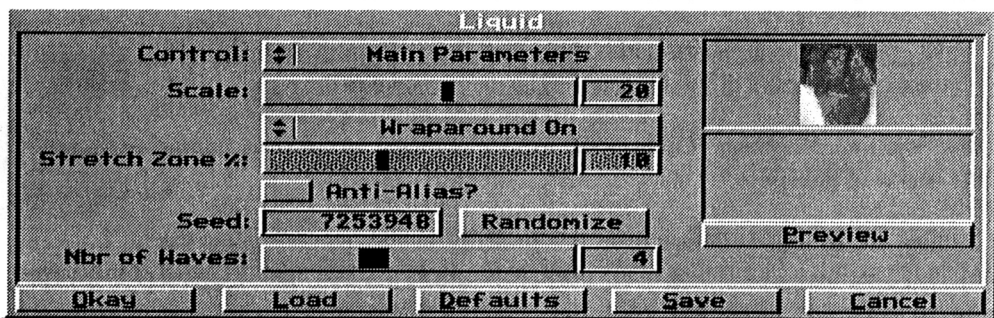 Liquid
Control: Main Parameters
Scale: 20
Wraparound On
Stretch Zone %: 10
Anti-Alias?
Seed: 7253940 Randomize
Nbr of Waves: 4
Preview
Okay Load Defaults Save Cancel